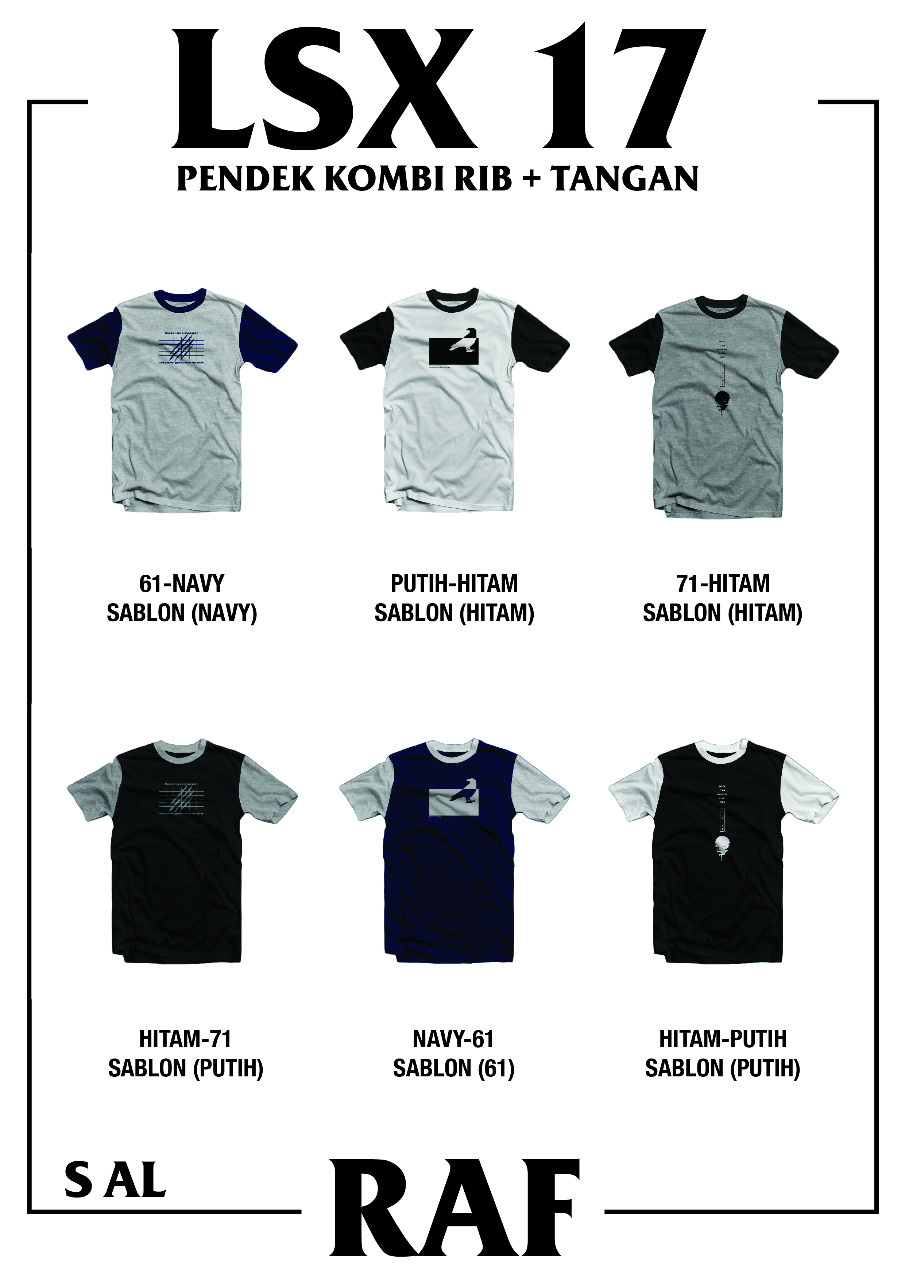 LSX 17
PENDEK KOMBI RIB + TANGAN
61-NAVY
SABLON (NAVY)
PUTIH-HITAM
SABLON (HITAM)
71-HITAM
SABLON (HITAM)
HITAM-71
SABLON (PUTIH)
NAVY-61
SABLON (61)
HITAM-PUTIH
SABLON (PUTIH)
S AL
RAF